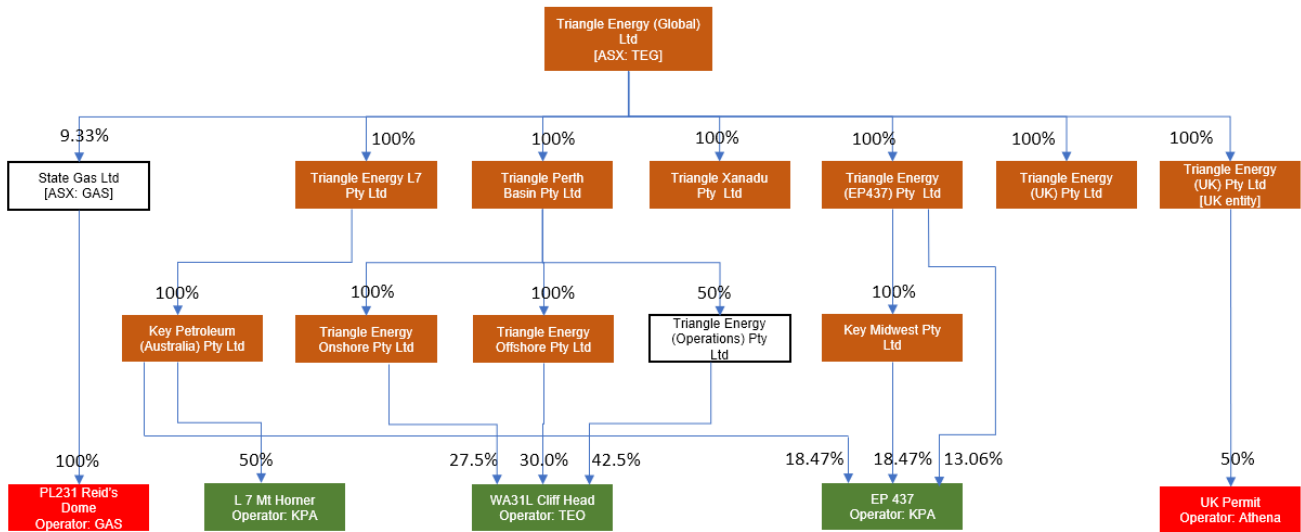 Triangle Energy (Global)
Ltd
[ASX: TEG]
9.33%
100%
100%
100%
100%
100%
100%
State Gas Ltd
[ASX: GAS]
Triangle Energy L7
Pty Ltd
Triangle Perth
Basin Pty Ltd
Triangle Xanadu
Pty Ltd
Triangle Energy
(EP437) Pty Ltd
Triangle Energy
(UK) Pty Ltd
Triangle Energy
(UK) Pty Ltd
[UK entity]
100%
100%
100%
50%
100%
Key Petroleum
(Australia) Pty Ltd
Triangle Energy
Onshore Pty Ltd
Triangle Energy
Offshore Pty Ltd
Triangle Energy
(Operations) Pty
Ltd
Key Midwest Pty
Ltd
100%
50%
27.5%
30.0%
42.5%
18.47%
18.47%
13.06%
50%
PL231 Reid's
Dome
Operator: GAS
L 7 Mt Horner
Operator: KPA
WA31L Cliff Head
Operator: TEO
EP 437
Operator: KPA
UK Permit
Operator: Athena